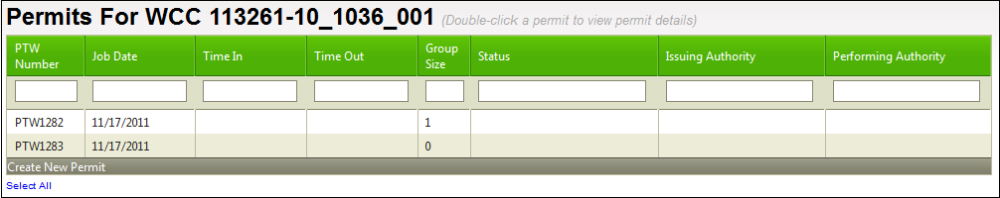 Permits For WCC 113261-10_1036_001 (Double-click a permit to view permit details)
PTW Number Job Date Time In Time Out Group Size Status Issuing Authority Performing Authority
PTW1282 11/17/2011 1
PTW1283 11/17/2011 0
Create New Permit
Select All